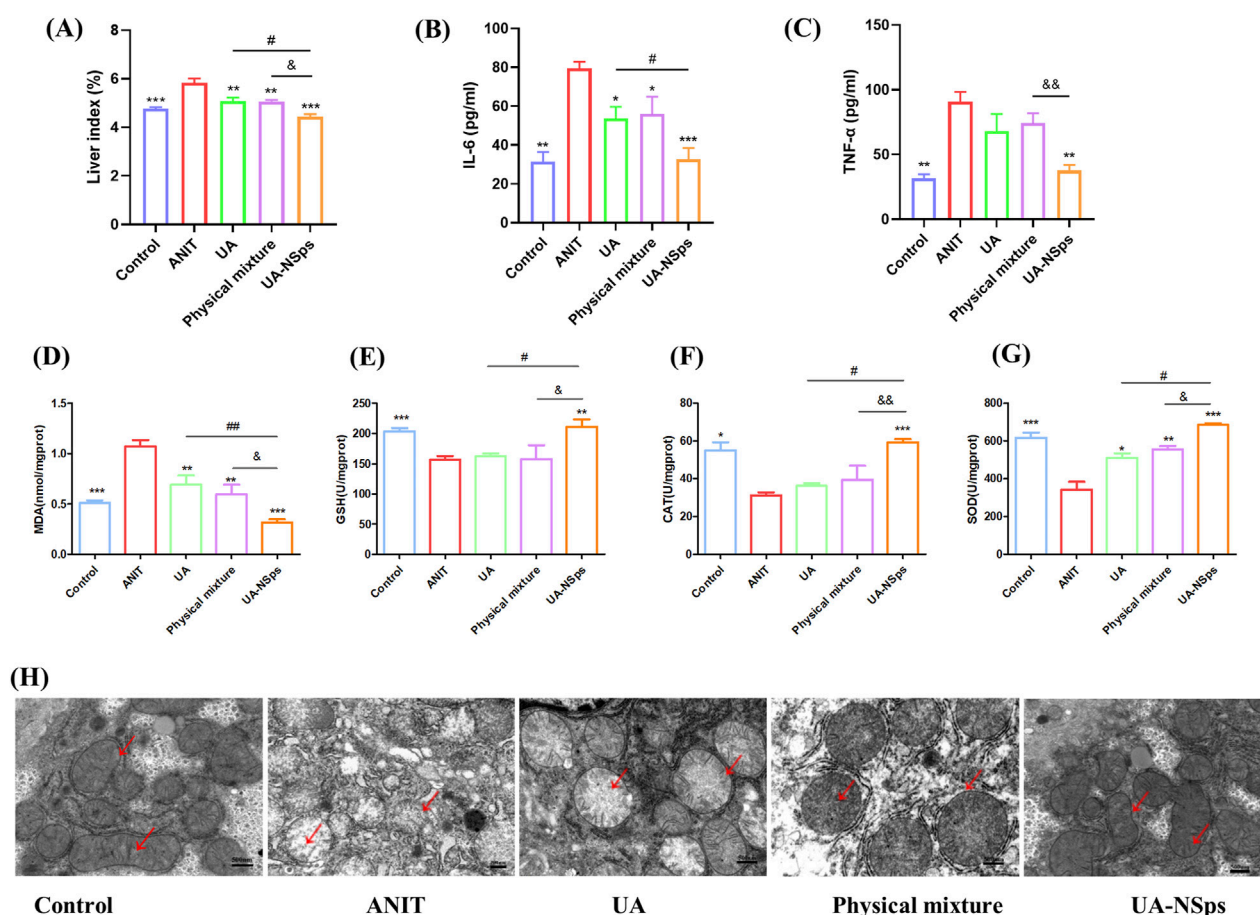 (A)
Liver index (%)
8
6
4
2
0
#
&
***
**
**
***
Control
ANIT
UA
Physical mixture
UA-NSps
(B)
IL-6 (pg/ml)
100
80
60
40
20
0
#
**
*
*
***
Control
ANIT
UA
Physical mixture
UA-NSps
(C)
TNF-α (pg/ml)
150
100
50
0
&&
**
**
Control
ANIT
UA
Physical mixture
UA-NSps
(D)
MDA(nmol/mgprot)
1.5
1.0
0.5
0.0
##
&
***
**
**
***
Control
ANIT
UA
Physical mixture
UA-NSps
(E)
GSH(U/mgprot)
250
200
150
100
50
0
#
&
***
**
Control
ANIT
UA
Physical mixture
UA-NSps
(F)
CAT(U/mgprot)
80
60
40
20
0
#
&&
*
***
Control
ANIT
UA
Physical mixture
UA-NSps
(G)
SOD(U/mgprot)
800
600
400
200
0
#
&
***
*
**
***
Control
ANIT
UA
Physical mixture
UA-NSps
(H)
500nm
Control
ANIT
UA
Physical mixture
UA-NSps